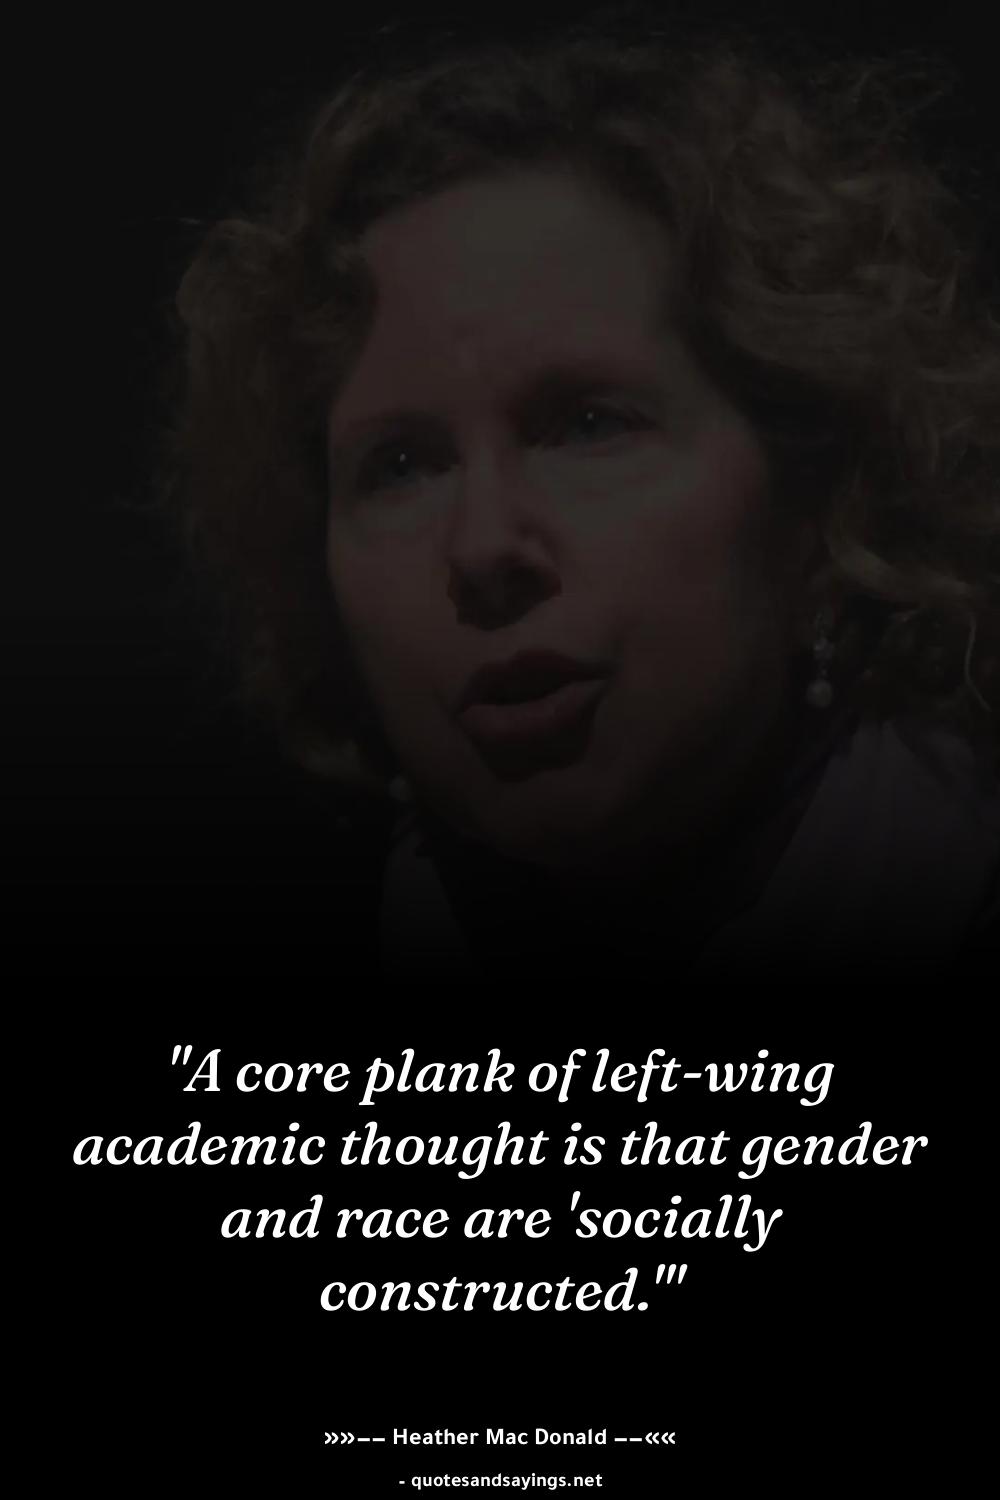 "A core plank of left-wing
academic thought is that gender
and race are 'socially
constructed.'"
»»−− Heather Mac Donald −−««
- quotesandsayings.net